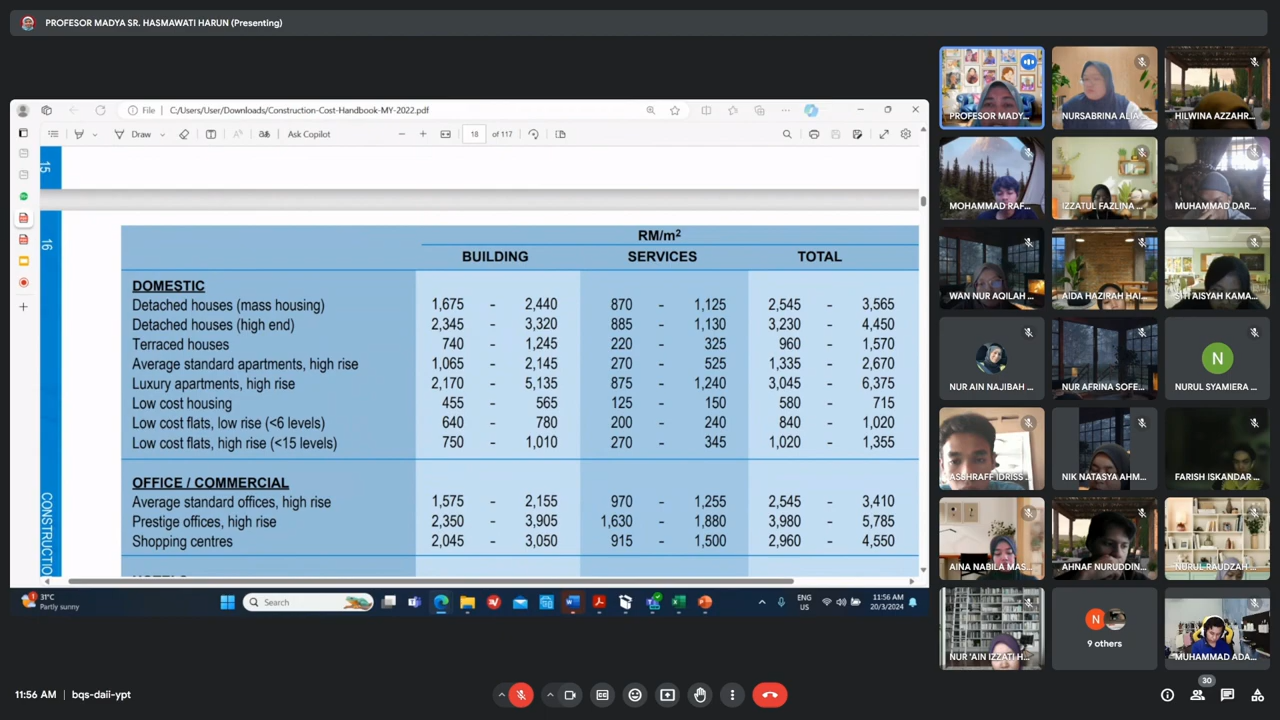 PROFESOR MADYA SR. HASMAWATI HARUN (Presenting)
File C:/Users/User/Downloads/Construction-Cost-Handbook-MY-2022.pdf
Draw Ask Copilot 18 of 117
15
16
RM/m²
BUILDING SERVICES TOTAL
DOMESTIC
Detached houses (mass housing) 1,675 - 2,440 870 - 1,125 2,545 - 3,565
Detached houses (high end) 2,345 - 3,320 885 - 1,130 3,230 - 4,450
Terraced houses 740 - 1,245 220 - 325 960 - 1,570
Average standard apartments, high rise 1,065 - 2,145 270 - 525 1,335 - 2,670
Luxury apartments, high rise 2,170 - 5,135 875 - 1,240 3,045 - 6,375
Low cost housing 455 - 565 125 - 150 580 - 715
Low cost flats, low rise (<6 levels) 640 - 780 200 - 240 840 - 1,020
Low cost flats, high rise (<15 levels) 750 - 1,010 270 - 345 1,020 - 1,355
OFFICE / COMMERCIAL
Average standard offices, high rise 1,575 - 2,155 970 - 1,255 2,545 - 3,410
Prestige offices, high rise 2,350 - 3,905 1,630 - 1,880 3,980 - 5,785
Shopping centres 2,045 - 3,050 915 - 1,500 2,960 - 4,550
CONSTRUCTIO
31°C
Partly sunny
Search
ENG
US
11:56 AM
20/3/2024
PROFESOR MADY...
NURSABRINA ALIA...
HILWINA AZZAHR...
MOHAMMAD RAF...
IZZATUL FAZLINA ...
MUHAMMAD DAR...
WAN NUR AQILAH ...
AIDA HAZIRAH HAI...
SITI AISYAH KAMA...
NUR AIN NAJIBAH ...
NUR AFRINA SOFE...
N
NURUL SYAMIERA ...
ASSHRAFF IDRISS ...
NIK NATASYA AHM...
FARISH ISKANDAR ...
AINA NABILA MAS...
AHNAF NURUDDIN...
NURUL RAUDZAH ...
NUR 'AIN IZZATI H...
N
9 others
MUHAMMAD ADA...
11:56 AM | bqs-daii-ypt
30